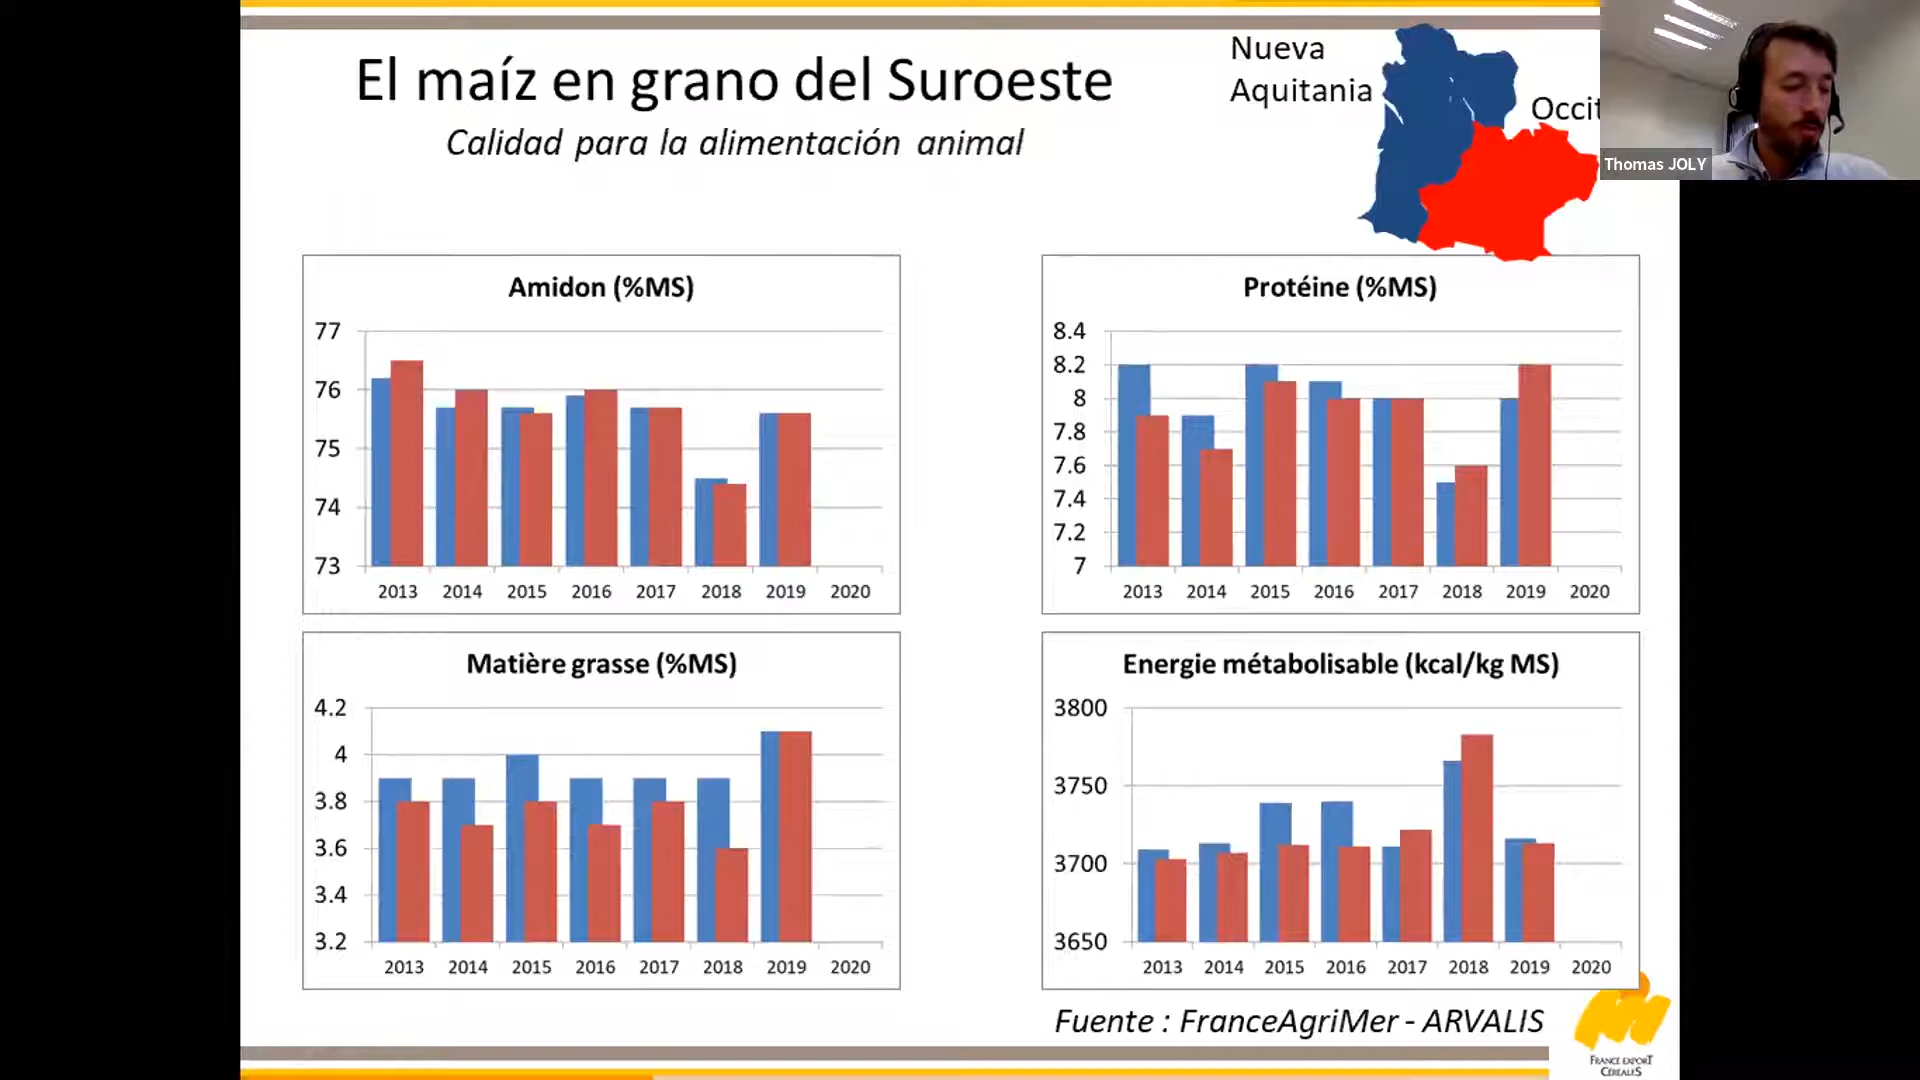 El maíz en grano del Suroeste
Calidad para la alimentación animal
Nueva
Aquitania
Occit
Thomas JOLY
Amidon (%MS)
77
76
75
74
73
2013 2014 2015 2016 2017 2018 2019 2020
Protéine (%MS)
8.4
8.2
8
7.8
7.6
7.4
7.2
7
2013 2014 2015 2016 2017 2018 2019 2020
Matière grasse (%MS)
4.2
4
3.8
3.6
3.4
3.2
2013 2014 2015 2016 2017 2018 2019 2020
Energie métabolisable (kcal/kg MS)
3800
3750
3700
3650
2013 2014 2015 2016 2017 2018 2019 2020
Fuente : FranceAgriMer - ARVALIS
FRANCE EXPORT
CEREALES